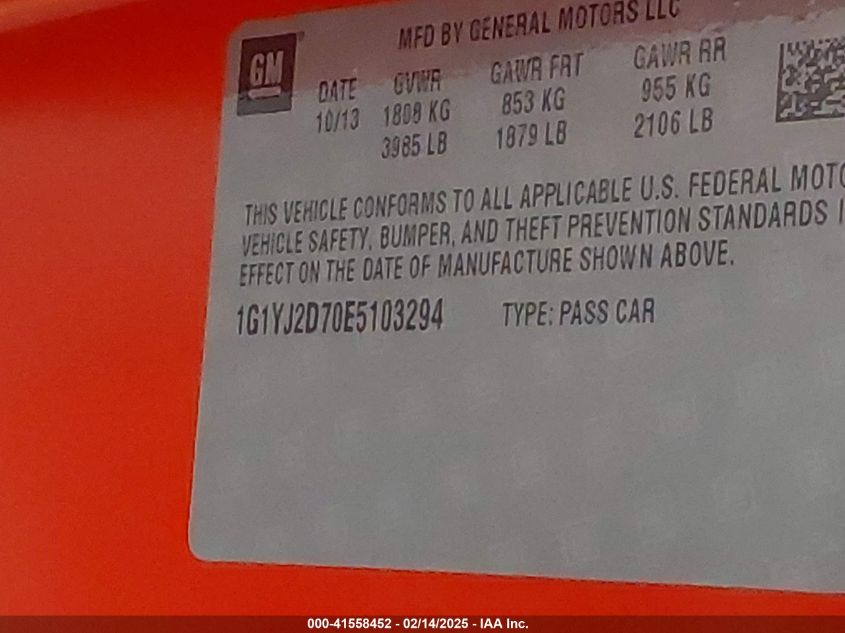 MFD BY GENERAL MOTORS LLC
GM
DATE GVWR GAWR FRT GAWR RR
10/13 1808 KG 853 KG 955 KG
3985 LB 1879 LB 2106 LB
THIS VEHICLE CONFORMS TO ALL APPLICABLE U.S. FEDERAL MOTO
VEHICLE SAFETY, BUMPER, AND THEFT PREVENTION STANDARDS I
EFFECT ON THE DATE OF MANUFACTURE SHOWN ABOVE.
1G1YJ2D70E5103294 TYPE: PASS CAR
000-41558452 - 02/14/2025 - IAA Inc.